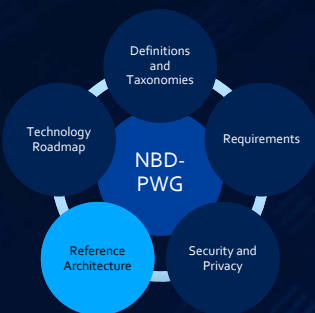 Definitions
and
Taxonomies
Technology
Roadmap
Requirements
NBD-
PWG
Reference
Architecture
Security and
Privacy